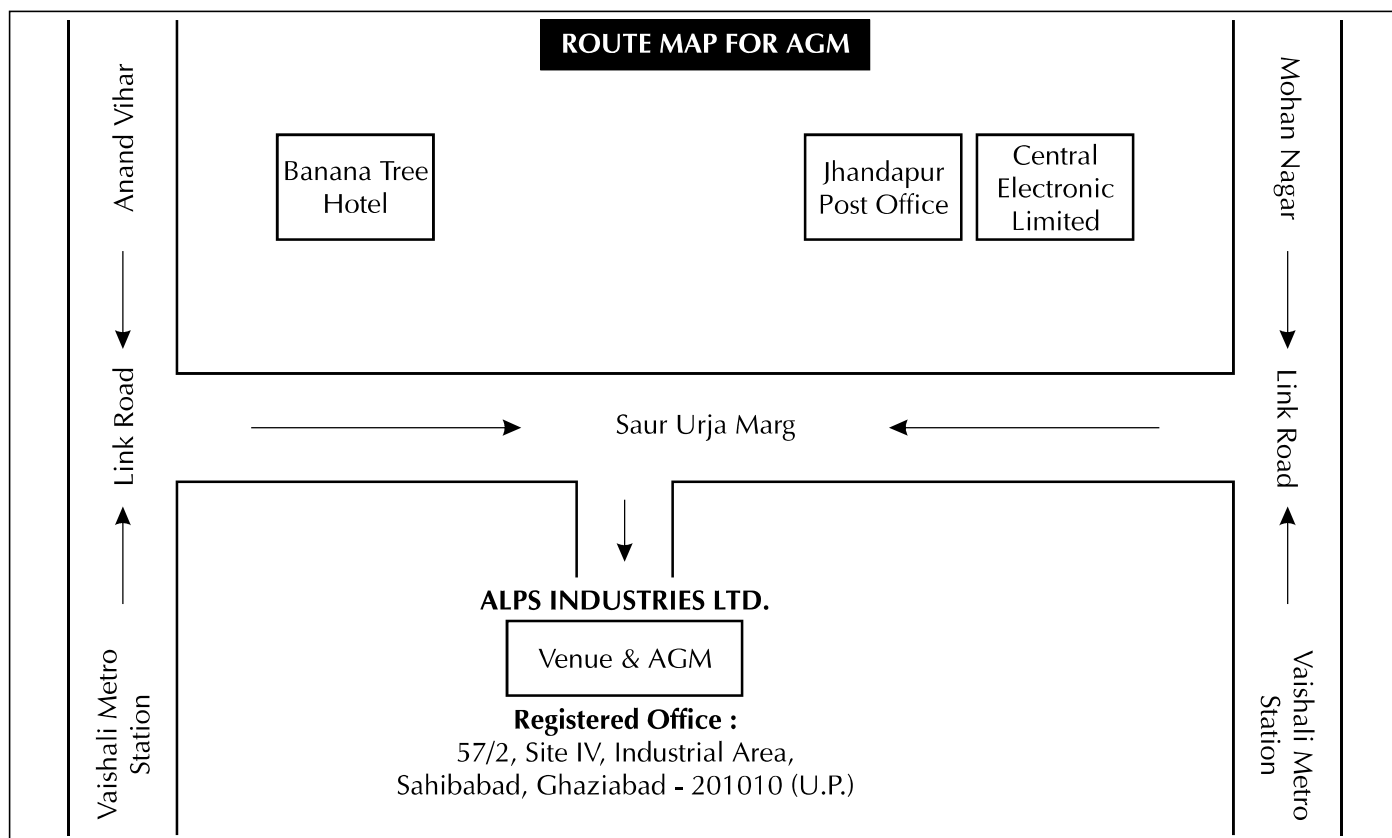 ROUTE MAP FOR AGM
Anand Vihar
Mohan Nagar
Banana Tree
Hotel
Jhandapur
Post Office
Central
Electronic
Limited
Link Road
Saur Urja Marg
Link Road
ALPS INDUSTRIES LTD.
Venue & AGM
Vaishali Metro
Station
Vaishali Metro
Station
Registered Office :
57/2, Site IV, Industrial Area,
Sahibabad, Ghaziabad - 201010 (U.P.)